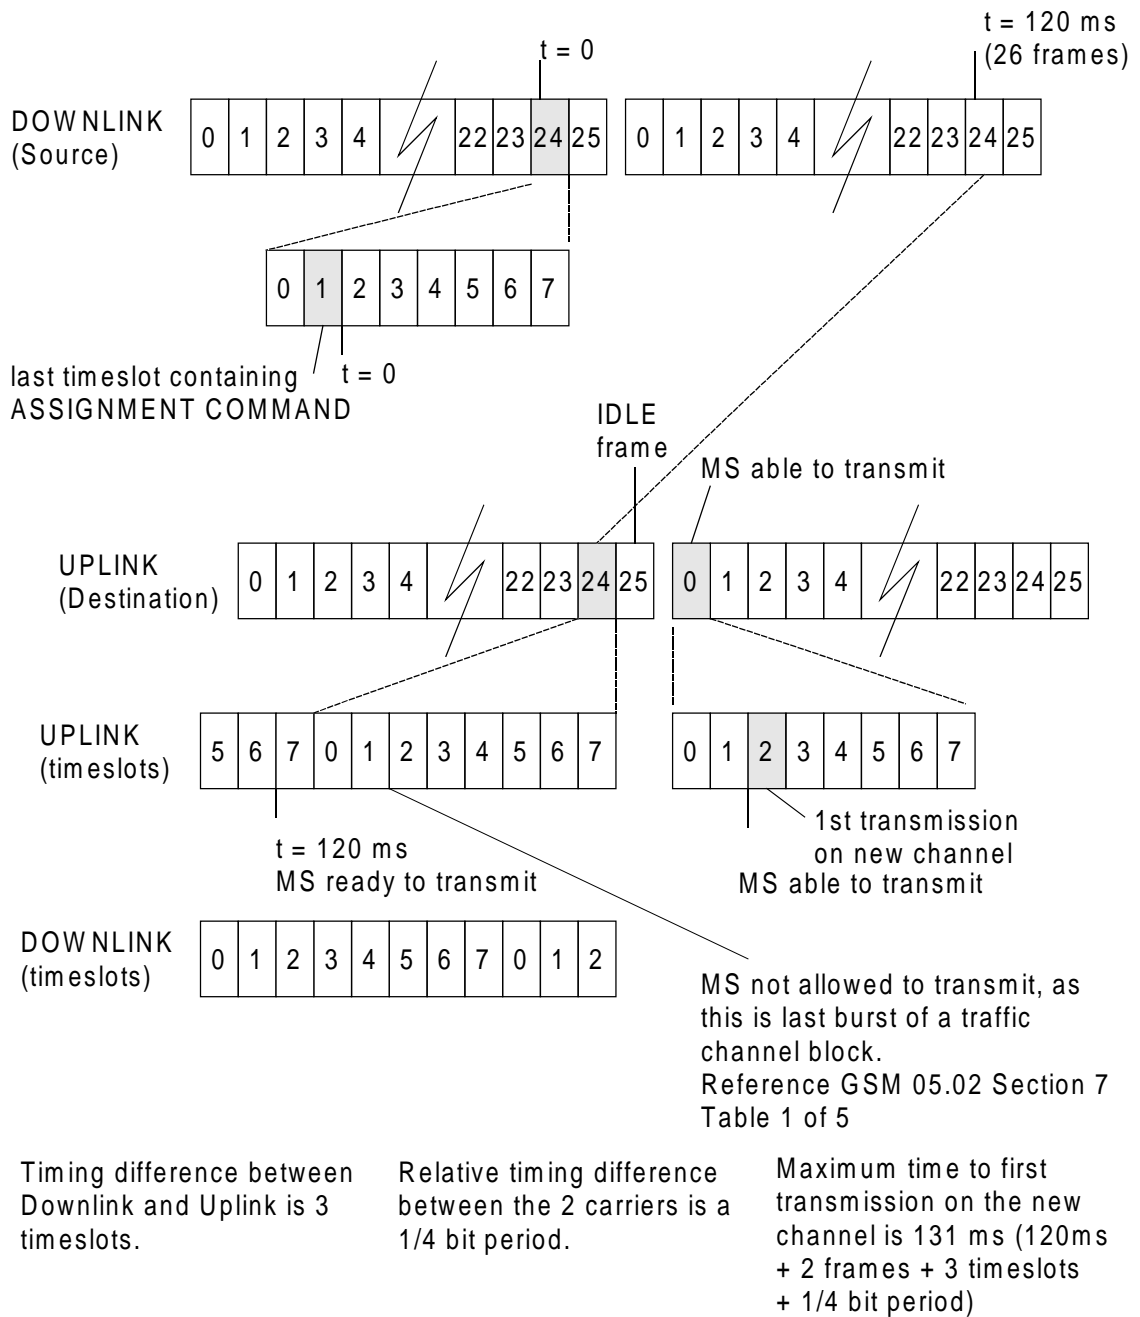 t = 120 ms
(26 frames)
t = 0
DOWNLINK
(Source)
0 1 2 3 4 22 23 24 25 0 1 2 3 4 22 23 24 25
0 1 2 3 4 5 6 7
last timeslot containing
ASSIGNMENT COMMAND
t = 0
IDLE
frame
MS able to transmit
UPLINK
(Destination)
0 1 2 3 4 22 23 24 25 0 1 2 3 4 22 23 24 25
UPLINK
(timeslots)
5 6 7 0 1 2 3 4 5 6 7 0 1 2 3 4 5 6 7
t = 120 ms
MS ready to transmit
1st transmission
on new channel
MS able to transmit
DOWNLINK
(timeslots)
0 1 2 3 4 5 6 7 0 1 2
MS not allowed to transmit, as
this is last burst of a traffic
channel block.
Reference GSM 05.02 Section 7
Table 1 of 5
Timing difference between
Downlink and Uplink is 3
timeslots.
Relative timing difference
between the 2 carriers is a
1/4 bit period.
Maximum time to first
transmission on the new
channel is 131 ms (120ms
+ 2 frames + 3 timeslots
+ 1/4 bit period)